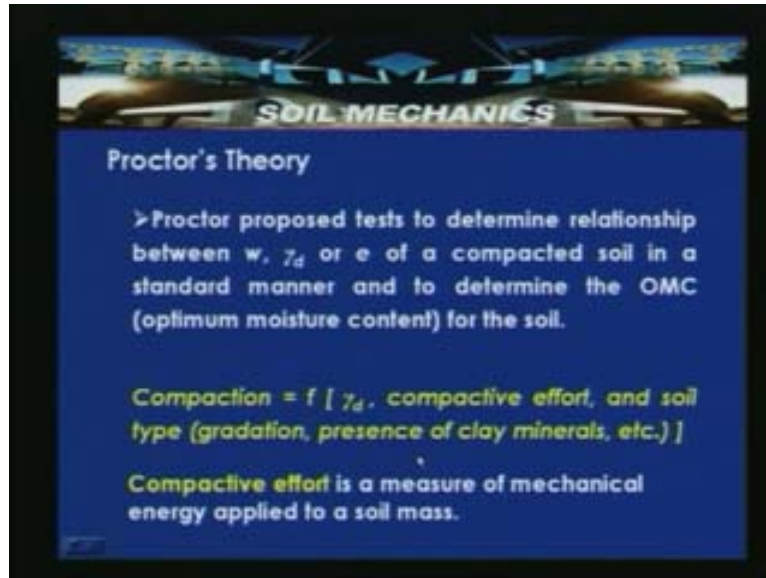 SOIL MECHANICS
Proctor's Theory
➢Proctor proposed tests to determine relationship
between w, γd or e of a compacted soil in a
standard manner and to determine the OMC
(optimum moisture content) for the soil.
Compaction = f [ γd, compactive effort, and soil
type (gradation, presence of clay minerals, etc.) ]
Compactive effort is a measure of mechanical
energy applied to a soil mass.